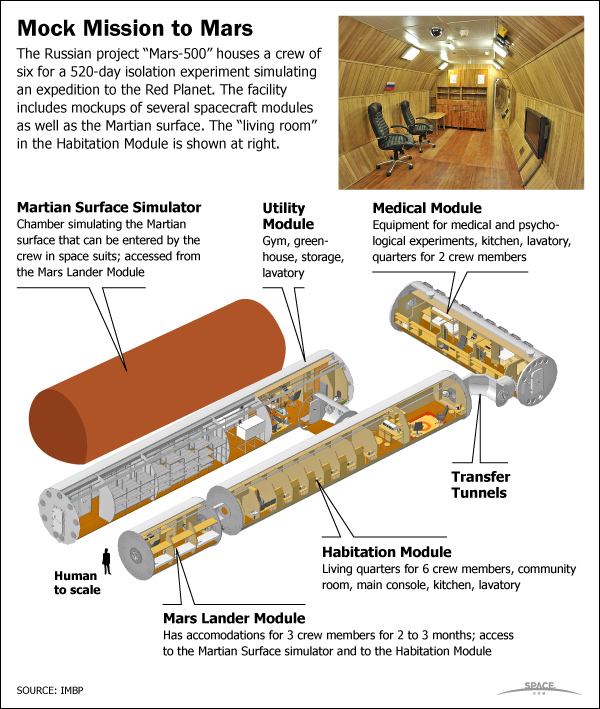 Mock Mission to Mars
The Russian project “Mars-500” houses a crew of
six for a 520-day isolation experiment simulating
an expedition to the Red Planet. The facility
includes mockups of several spacecraft modules
as well as the Martian surface. The “living room”
in the Habitation Module is shown at right.
Martian Surface Simulator
Chamber simulating the Martian
surface that can be entered by the
crew in space suits; accessed from
the Mars Lander Module
Utility
Module
Gym, green-
house, storage,
lavatory
Medical Module
Equipment for medical and psycho-
logical experiments, kitchen, lavatory,
quarters for 2 crew members
Transfer
Tunnels
Human
to scale
Habitation Module
Living quarters for 6 crew members, community
room, main console, kitchen, lavatory
Mars Lander Module
Has accomodations for 3 crew members for 2 to 3 months; access
to the Martian Surface simulator and to the Habitation Module
SOURCE: IMBP
SPACE
.COM